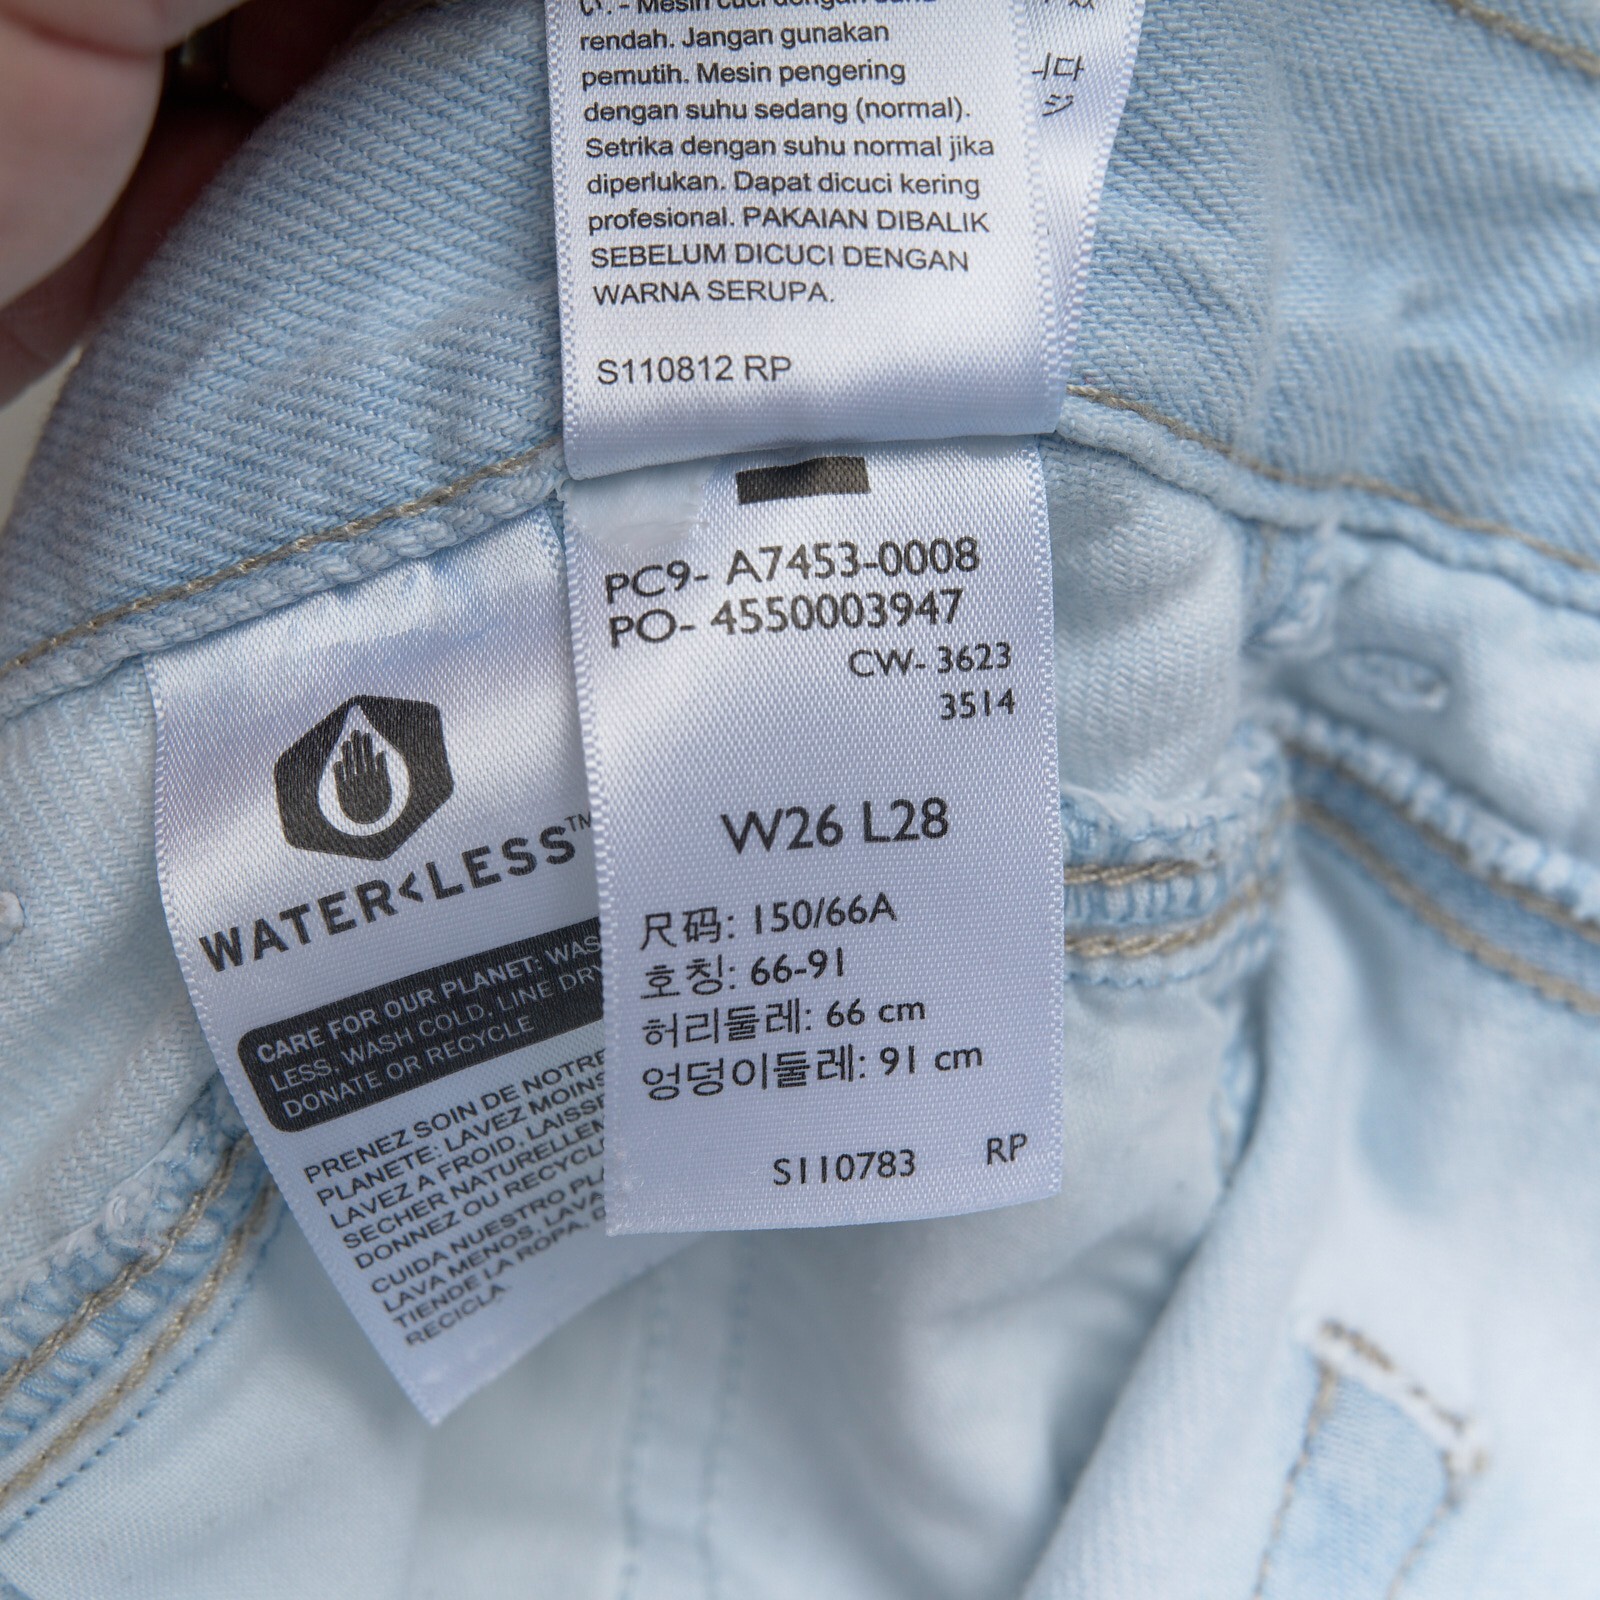 rendah. Jangan gunakan
pemutih. Mesin pengering
dengan suhu sedang (normal).
Setrika dengan suhu normal jika
diperlukan. Dapat dicuci kering
profesional. PAKAIAN DIBALIK
SEBELUM DICUCI DENGAN
WARNA SERUPA.
S110812 RP
PC9- A7453-0008
PO- 4550003947
CW- 3623
3514
W26 L28
尺码: 150/66A
호칭: 66-91
허리둘레: 66 cm
엉덩이둘레: 91 cm
S110783 RP
WATER<LESS™
CARE FOR OUR PLANET: WAS
LESS, WASH COLD, LINE DRY
DONATE OR RECYCLE
PRENEZ SOIN DE NOTRE
PLANETE: LAVEZ MOINS
LAVEZ A FROID, LAISSE
SECHER NATURELLEM
DONNEZ OU RECYCL
CUIDA NUESTRO PL
LAVA MENOS, LAVA
TIENDE LA ROPA, D
RECICLA